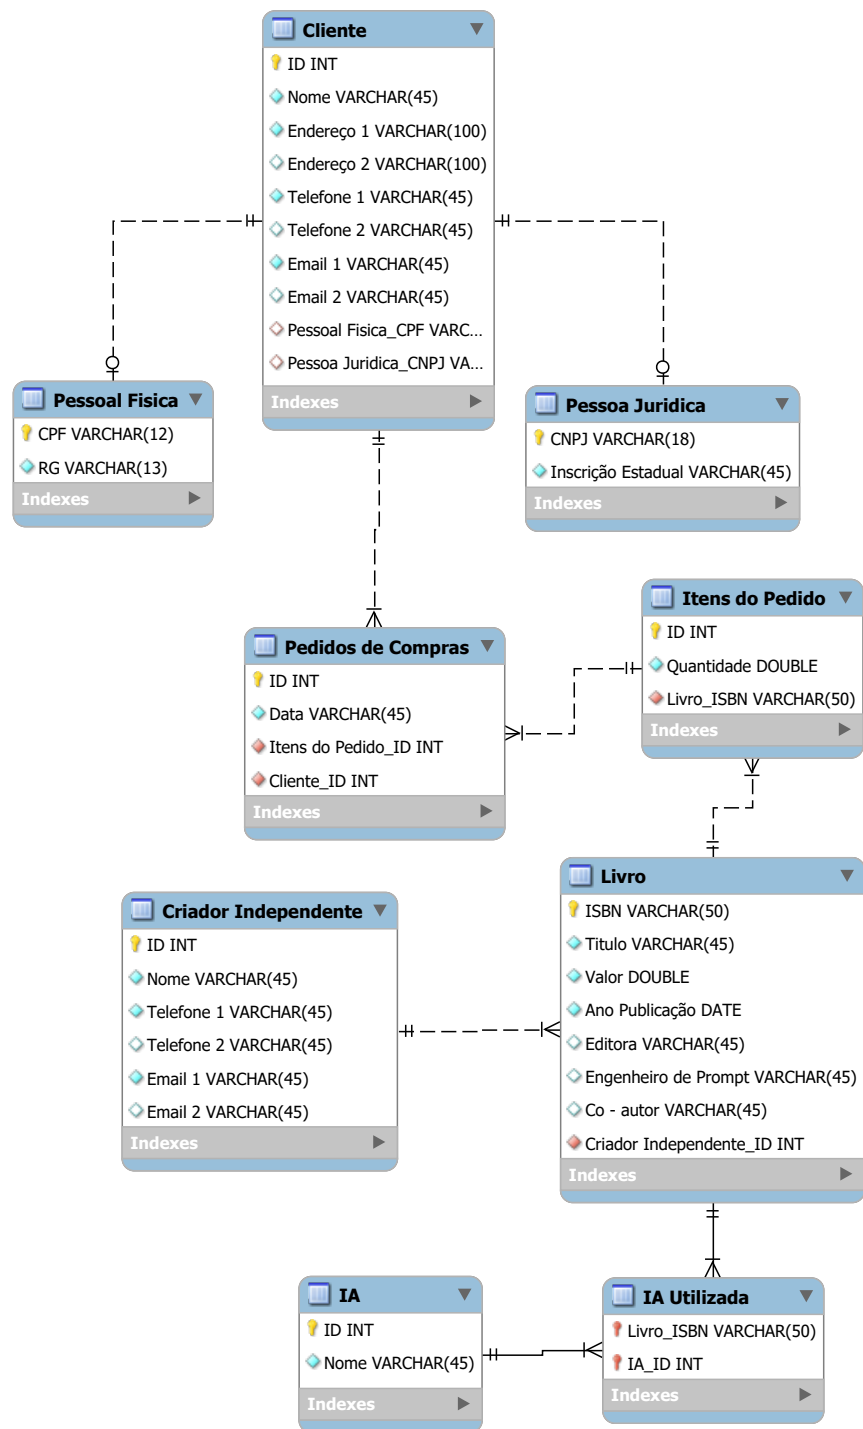 Cliente
ID INT
Nome VARCHAR(45)
Endereço 1 VARCHAR(100)
Endereço 2 VARCHAR(100)
Telefone 1 VARCHAR(45)
Telefone 2 VARCHAR(45)
Email 1 VARCHAR(45)
Email 2 VARCHAR(45)
Pessoal Fisica_CPF VARC...
Pessoa Juridica_CNPJ VA...
Indexes
Pessoal Fisica
CPF VARCHAR(12)
RG VARCHAR(13)
Indexes
Pessoa Juridica
CNPJ VARCHAR(18)
Inscrição Estadual VARCHAR(45)
Indexes
Itens do Pedido
ID INT
Quantidade DOUBLE
Livro_ISBN VARCHAR(50)
Indexes
Pedidos de Compras
ID INT
Data VARCHAR(45)
Itens do Pedido_ID INT
Cliente_ID INT
Indexes
Livro
ISBN VARCHAR(50)
Titulo VARCHAR(45)
Valor DOUBLE
Ano Publicação DATE
Editora VARCHAR(45)
Engenheiro de Prompt VARCHAR(45)
Co - autor VARCHAR(45)
Criador Independente_ID INT
Indexes
Criador Independente
ID INT
Nome VARCHAR(45)
Telefone 1 VARCHAR(45)
Telefone 2 VARCHAR(45)
Email 1 VARCHAR(45)
Email 2 VARCHAR(45)
Indexes
IA
ID INT
Nome VARCHAR(45)
Indexes
IA Utilizada
Livro_ISBN VARCHAR(50)
IA_ID INT
Indexes